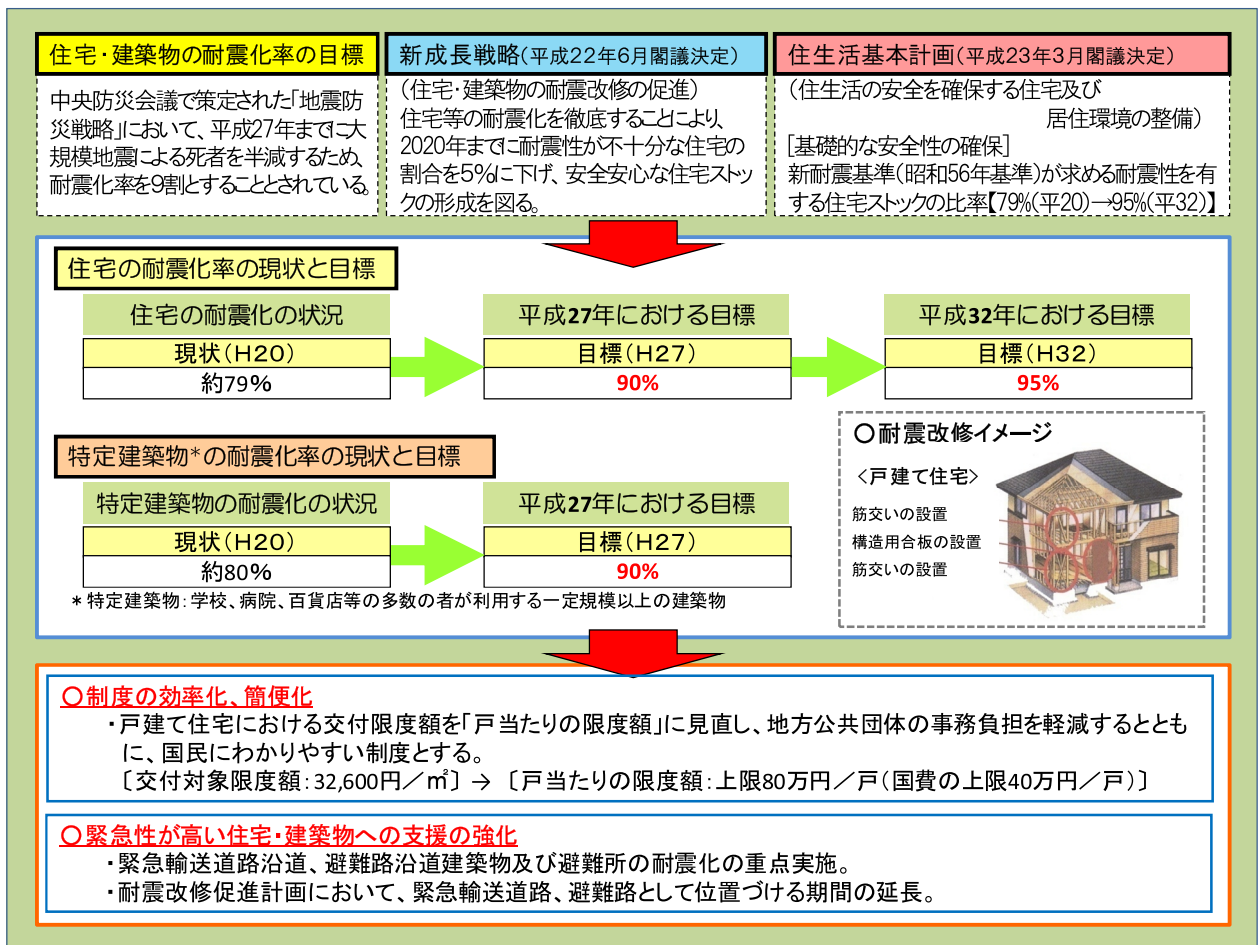 住宅・建築物の耐震化率の目標
中央防災会議で策定された「地震防
災戦略」において、平成27年までに大
規模地震による死者を半減するため、
耐震化率を9割とすることとされている。
新成長戦略(平成22年6月閣議決定)
(住宅・建築物の耐震改修の促進)
住宅等の耐震化を徹底することにより、
2020年までに耐震性が不十分な住宅の
割合を5%に下げ、安全安心な住宅ストッ
クの形成を図る。
住生活基本計画(平成23年3月閣議決定)
(住生活の安全を確保する住宅及び
居住環境の整備)
[基礎的な安全性の確保]
新耐震基準(昭和56年基準)が求める耐震性を有
する住宅ストックの比率【79%(平20)→95%(平32)】
住宅の耐震化率の現状と目標
住宅の耐震化の状況
現状(H20)
約79%
平成27年における目標
目標(H27)
90%
平成32年における目標
目標(H32)
95%
特定建築物*の耐震化率の現状と目標
特定建築物の耐震化の状況
現状(H20)
約80%
平成27年における目標
目標(H27)
90%
*特定建築物:学校、病院、百貨店等の多数の者が利用する一定規模以上の建築物
○耐震改修イメージ
<戸建て住宅>
筋交いの設置
構造用合板の設置
筋交いの設置
○制度の効率化、簡便化
・戸建て住宅における交付限度額を「戸当たりの限度額」に見直し、地方公共団体の事務負担を軽減するととも
に、国民にわかりやすい制度とする。
〔交付対象限度額:32,600円/㎡〕→〔戸当たりの限度額:上限80万円/戸(国費の上限40万円/戸)〕
○緊急性が高い住宅・建築物への支援の強化
・緊急輸送道路沿道、避難路沿道建築物及び避難所の耐震化の重点実施。
・耐震改修促進計画において、緊急輸送道路、避難路として位置づける期間の延長。